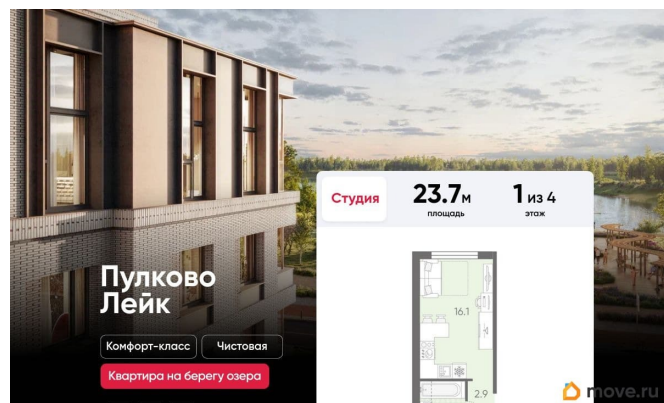 Студия
23.7м
площадь
1 из 4
этаж
Пулково
Лейк
Комфорт-класс
Чистовая
Квартира на берегу озера
16.1
2.9
move.ru